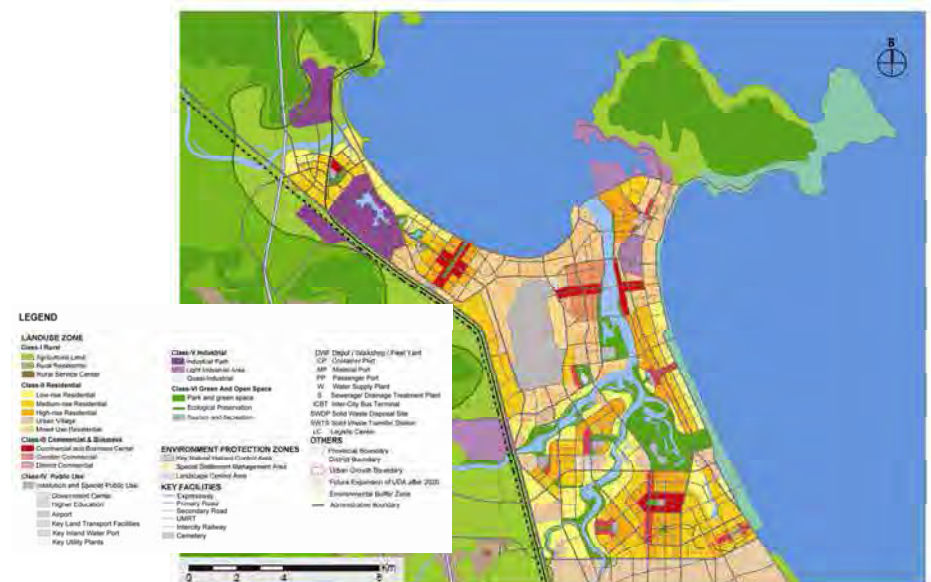 B
LEGEND
LANDUSE ZONE
Class-I Rural
Agricultural Land
Rural Residential
Rural Service Center
Class-II Residential
Low-rise Residential
Medium-rise Residential
High-rise Residential
Urban Village
Mixed Use Residential
Class-III Commercial & Business
Commercial and Business Center
Corridor Commercial
District Commercial
Class-IV Public Use
Institution and Special Public Use
Government Center
Higher Education
Airport
Key Land Transport Facilities
Key Inland Water Port
Key Utility Plants
Class-V Industrial
Industrial Park
Light Industrial Area
Quasi-Industrial
Class-VI Green And Open Space
Park and green space
Ecological Preservation
Tourism and Recreation
ENVIRONMENT PROTECTION ZONES
Key Natural Hazard Control Area
Special Settlement Management Area
Landscape Control Area
KEY FACILITIES
Expressway
Primary Road
Secondary Road
UMRT
Intercity Railway
Cemetery
Depot / Workshop / Fleet Yard
CP Container Port
MP Material Port
PP Passenger Port
W Water Supply Plant
S Sewerage Drainage Treatment Plant
ICBT Inter-City Bus Terminal
SWDP Solid Waste Disposal Site
SWTS Solid Waste Transfer Station
LC Logistic Center
OTHERS
Provincial Boundary
District Boundary
Urban Growth Boundary
Future Expansion of UDA after 2025
Environmental Buffer Zone
Administrative Boundary
0 2 4 8 Km